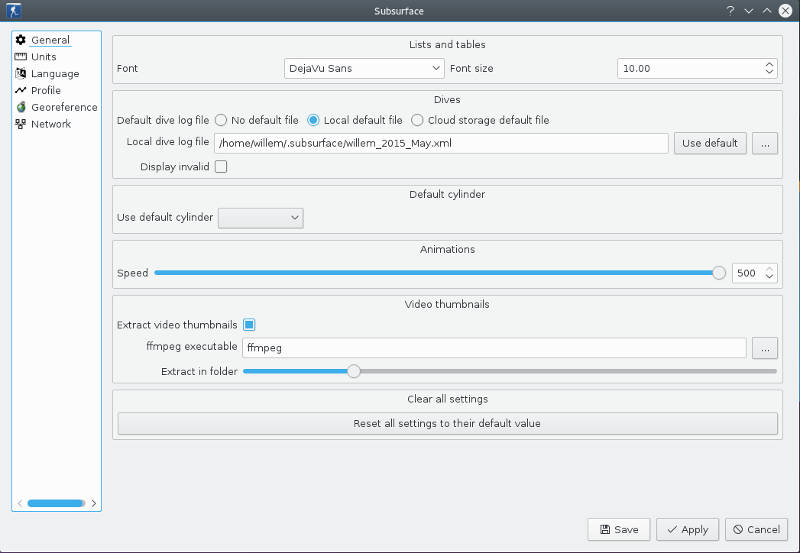 Subsurface
General
Units
Language
Profile
Georeference
Network
Lists and tables
Font DejaVu Sans Font size 10.00
Dives
Default dive log file No default file Local default file Cloud storage default file
Local dive log file /home/willem/.subsurface/willem_2015_May.xml Use default ...
Display invalid
Default cylinder
Use default cylinder
Animations
Speed 500
Video thumbnails
Extract video thumbnails
ffmpeg executable ffmpeg ...
Extract in folder
Clear all settings
Reset all settings to their default value
Save Apply Cancel